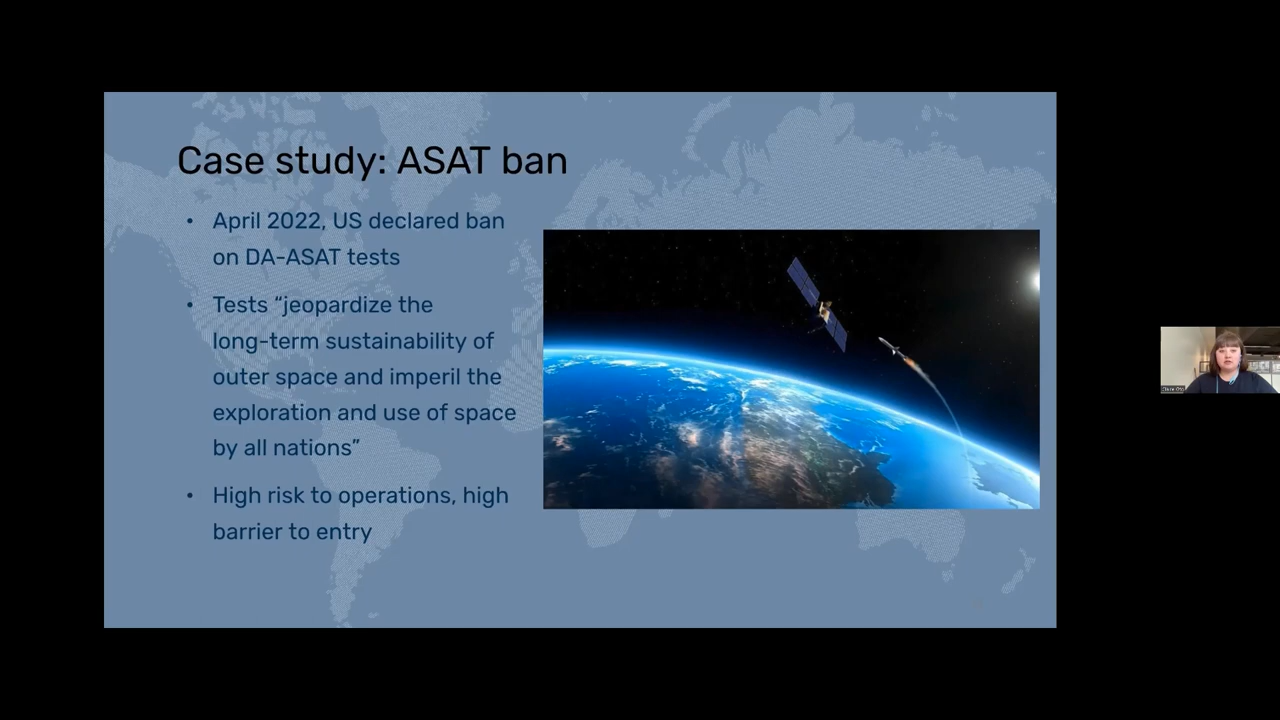 Case study: ASAT ban
• April 2022, US declared ban
on DA-ASAT tests
• Tests “jeopardize the
long-term sustainability of
outer space and imperil the
exploration and use of space
by all nations”
• High risk to operations, high
barrier to entry